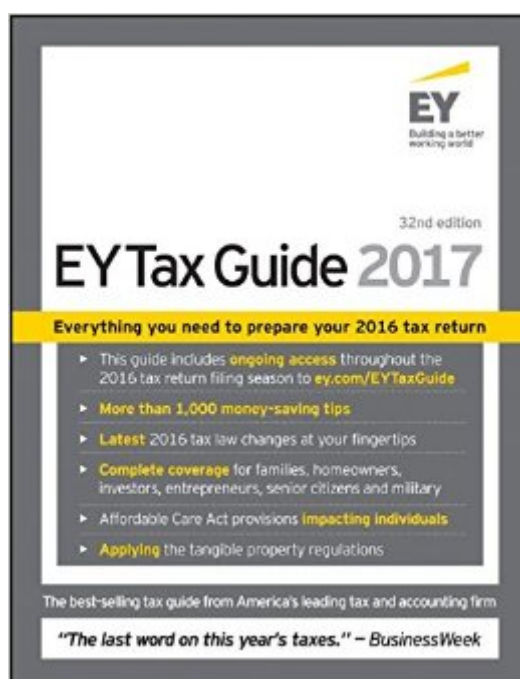 EY
Building a better
working world
32nd edition
EY Tax Guide 2017
Everything you need to prepare your 2016 tax return
► This guide includes ongoing access throughout the
2016 tax return filing season to ey.com/EYTaxGuide
► More than 1,000 money-saving tips
► Latest 2016 tax law changes at your fingertips
► Complete coverage for families, homeowners,
investors, entrepreneurs, senior citizens and military
► Affordable Care Act provisions impacting individuals
► Applying the tangible property regulations
The best-selling tax guide from America's leading tax and accounting firm
"The last word on this year's taxes." – BusinessWeek